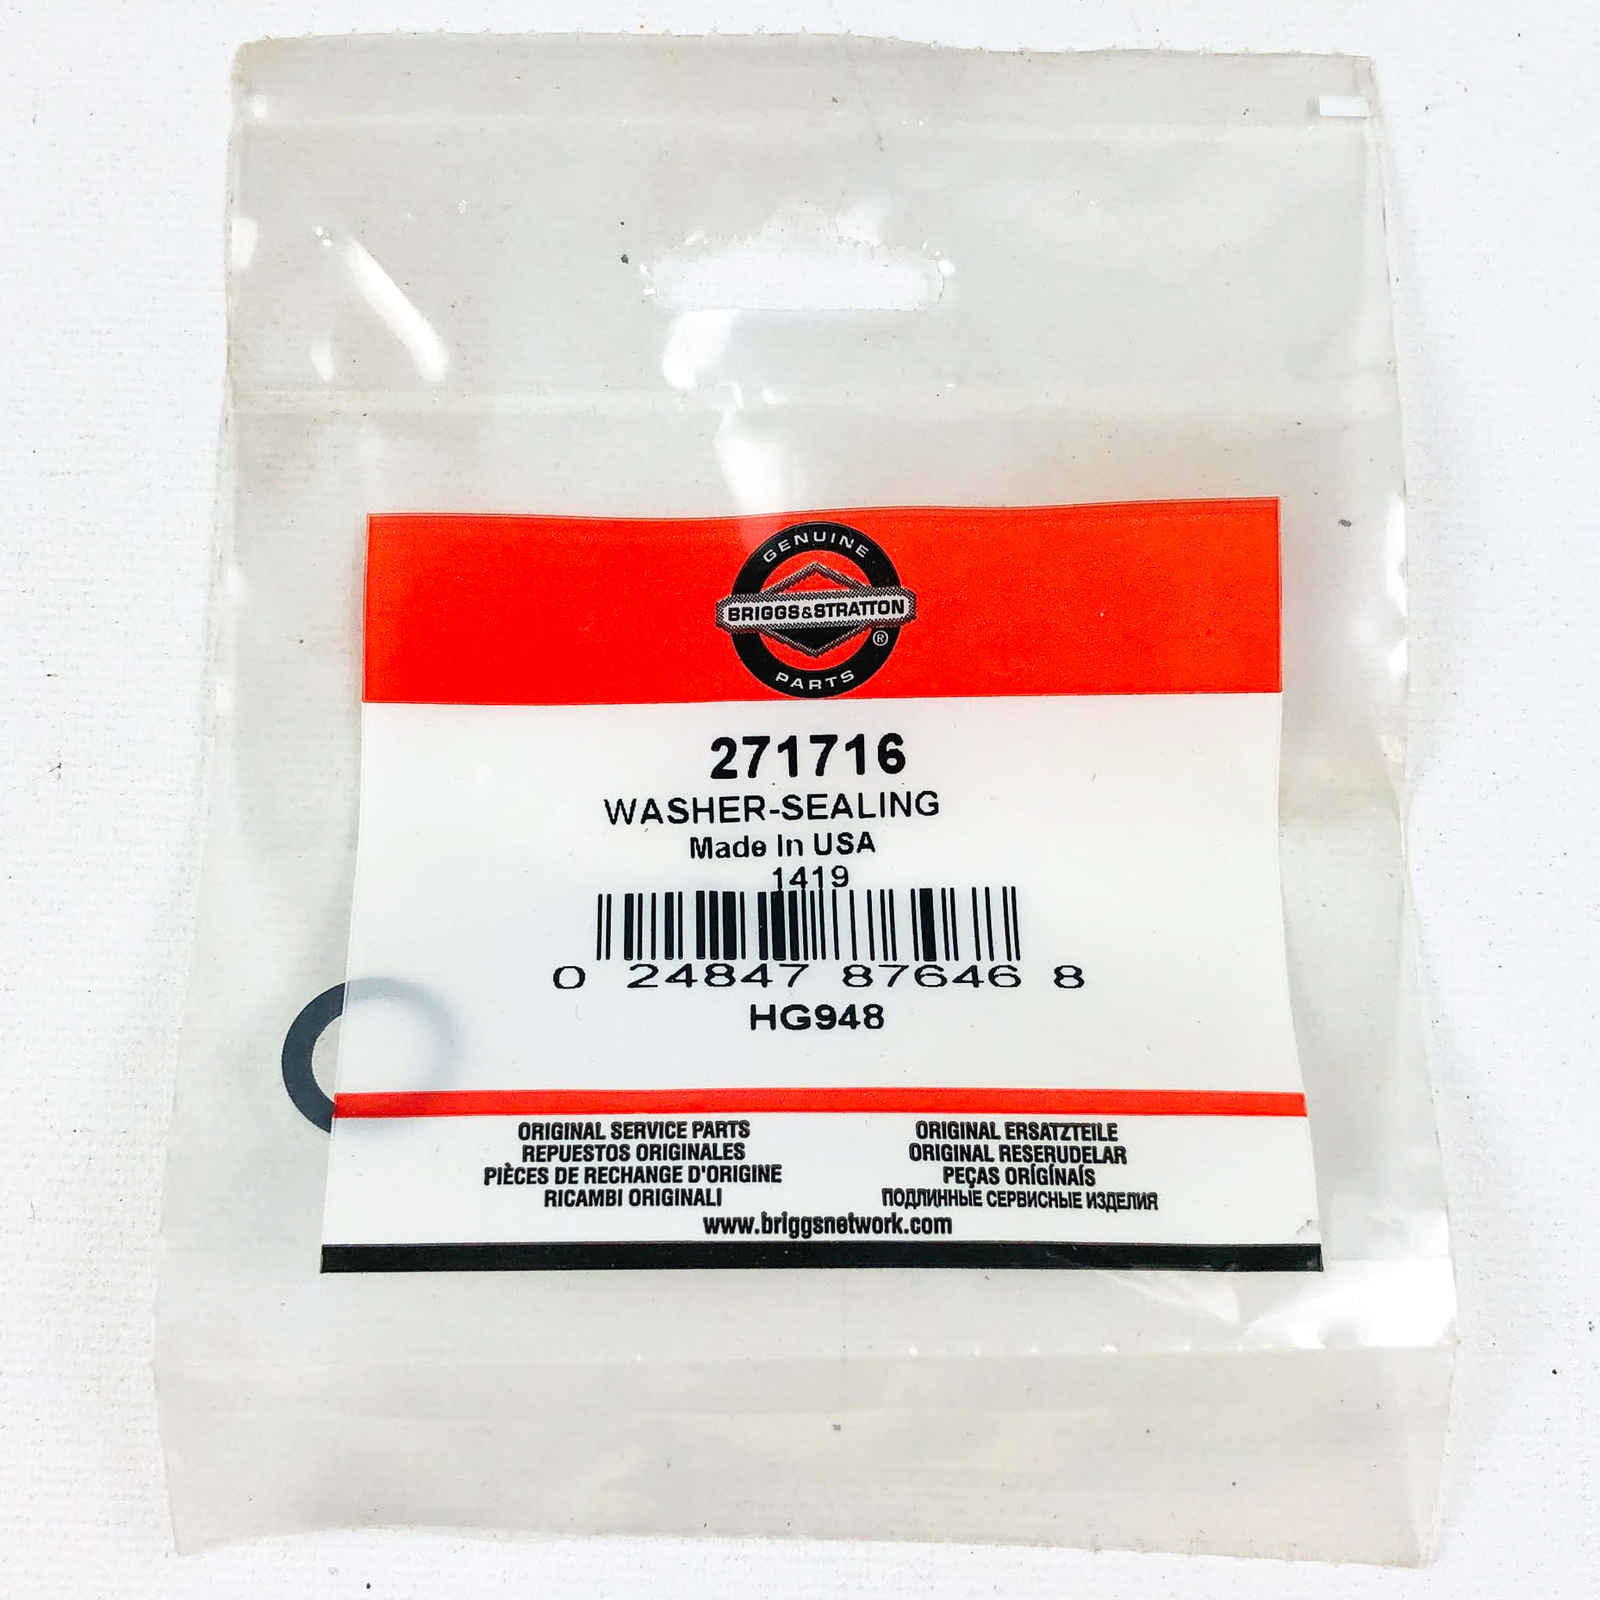 GENUINE
BRIGGS&STRATTON
®
PARTS
271716
WASHER-SEALING
Made In USA
1419
0 24847 87646 8
HG948
ORIGINAL SERVICE PARTS
REPUESTOS ORIGINALES
PIÈCES DE RECHANGE D'ORIGINE
RICAMBI ORIGINALI
ORIGINAL ERSATZTEILE
ORIGINAL RESERUDELAR
PEÇAS ORÍGÍNAÍS
ПОДЛИННЫЕ СЕРВИСНЫЕ ИЗДЕЛИЯ
www.briggsnetwork.com